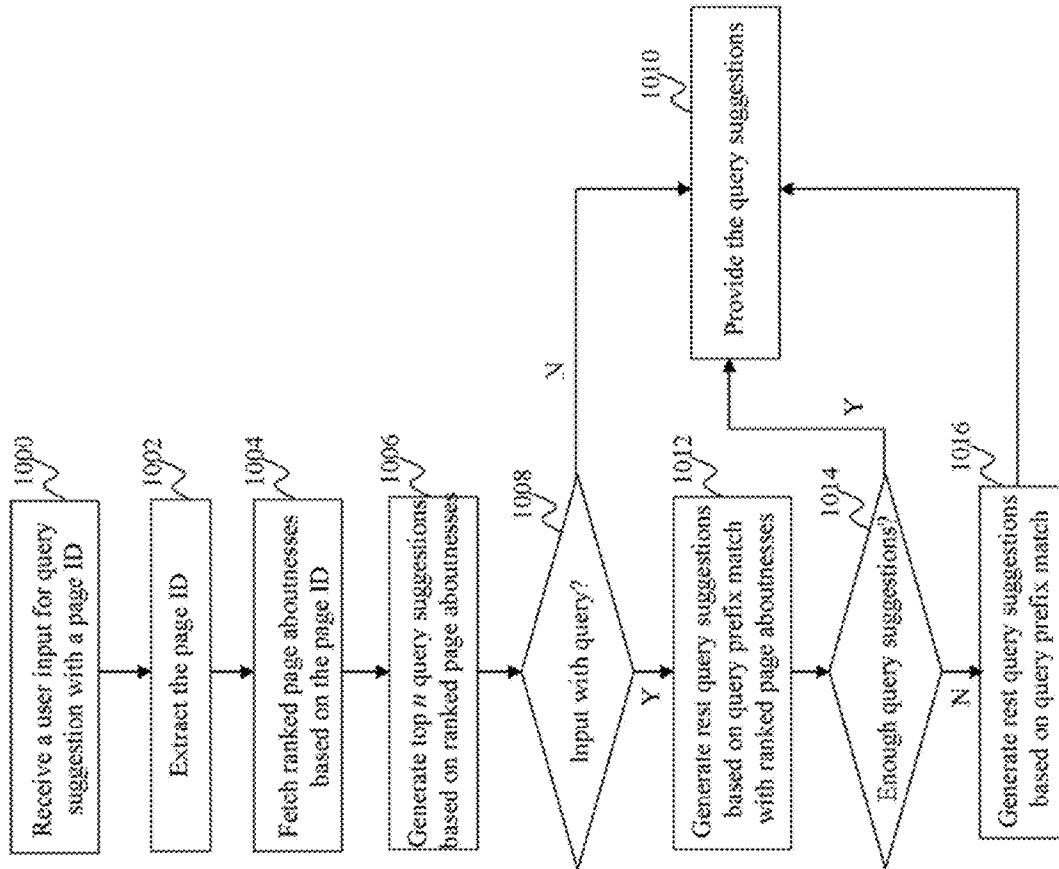 Receive a user input for query
suggestion with a page ID
1000
Extract the page ID
1002
Fetch ranked page aboutnesses
based on the page ID
1004
Generate top n query suggestions
based on ranked page aboutnesses
1006
Input with query?
1008
N
Y
Provide the query suggestions
1010
Generate rest query suggestions
based on query prefix match
with ranked page aboutnesses
1012
Enough query suggestions?
1014
Y
N
Generate rest query suggestions
based on query prefix match
1016